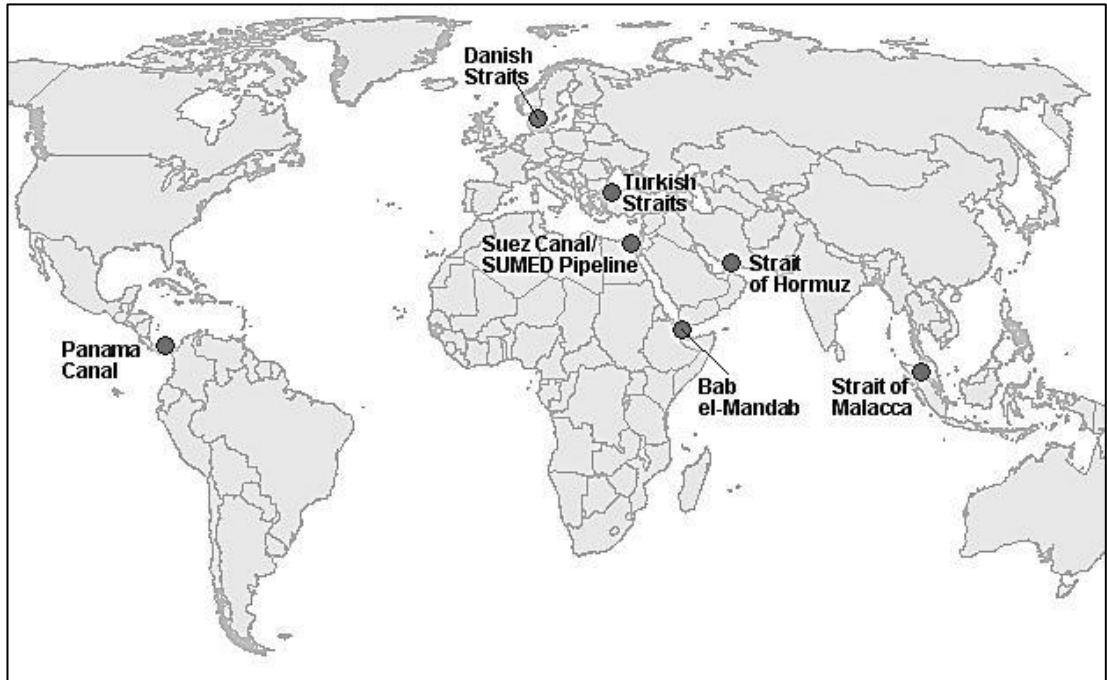 Danish
Straits
Turkish
Straits
Suez Canal/
SUMED Pipeline
Strait
of Hormuz
Panama
Canal
Bab
el-Mandab
Strait of
Malacca